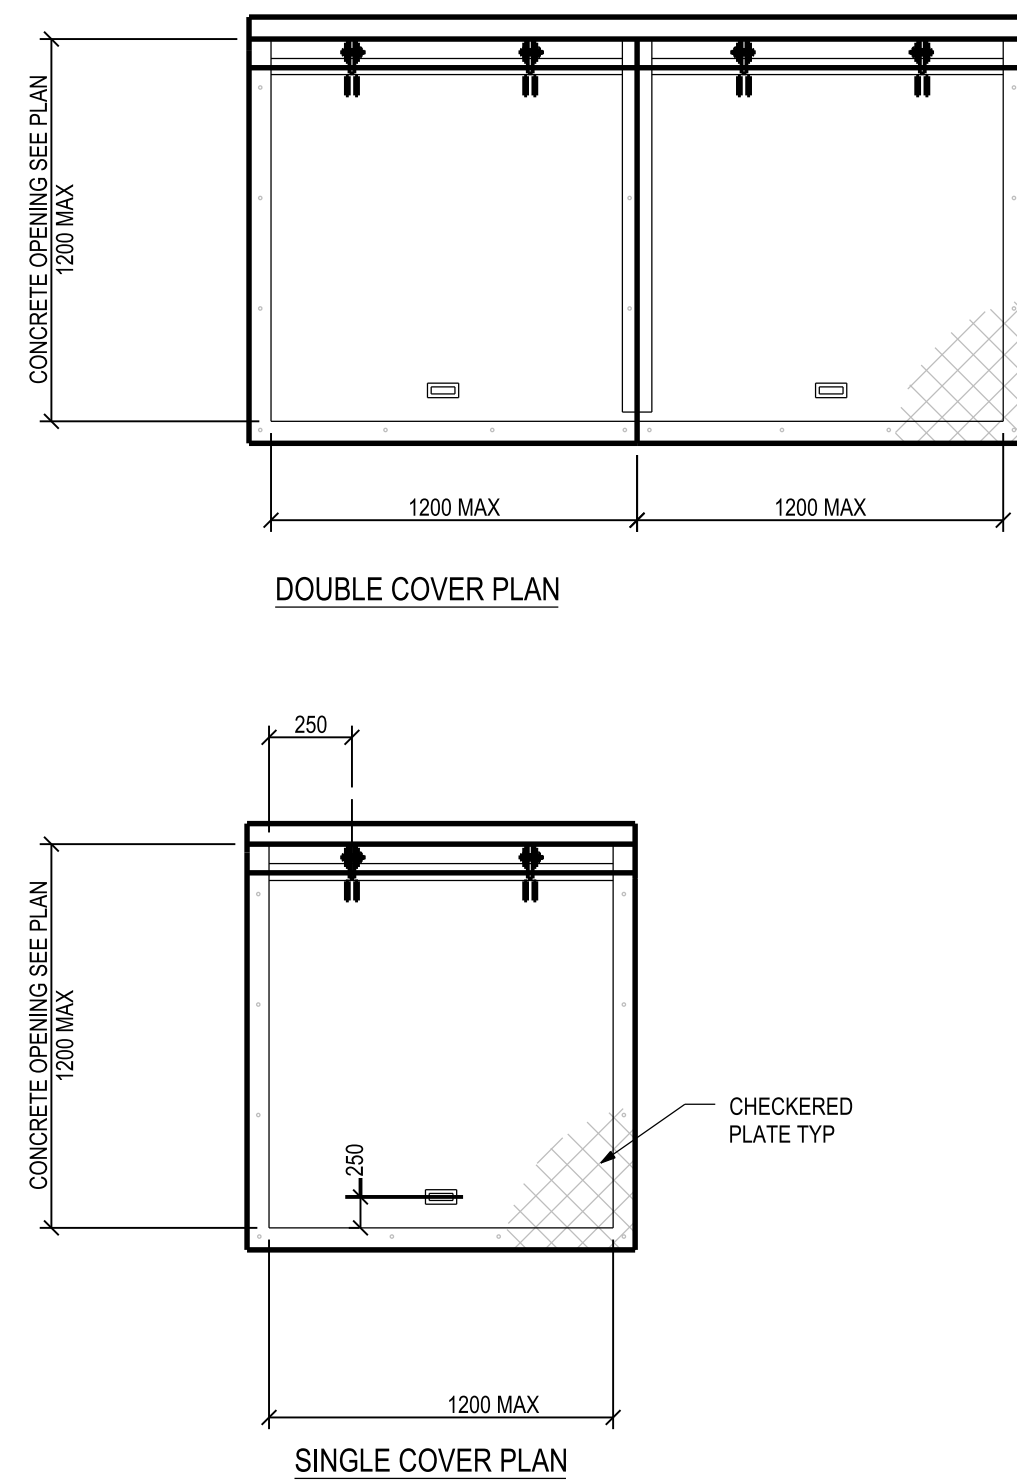 CONCRETE OPENING SEE PLAN
1200 MAX
1200 MAX
1200 MAX
DOUBLE COVER PLAN
250
CONCRETE OPENING SEE PLAN
1200 MAX
CHECKERED
PLATE TYP
250
1200 MAX
SINGLE COVER PLAN